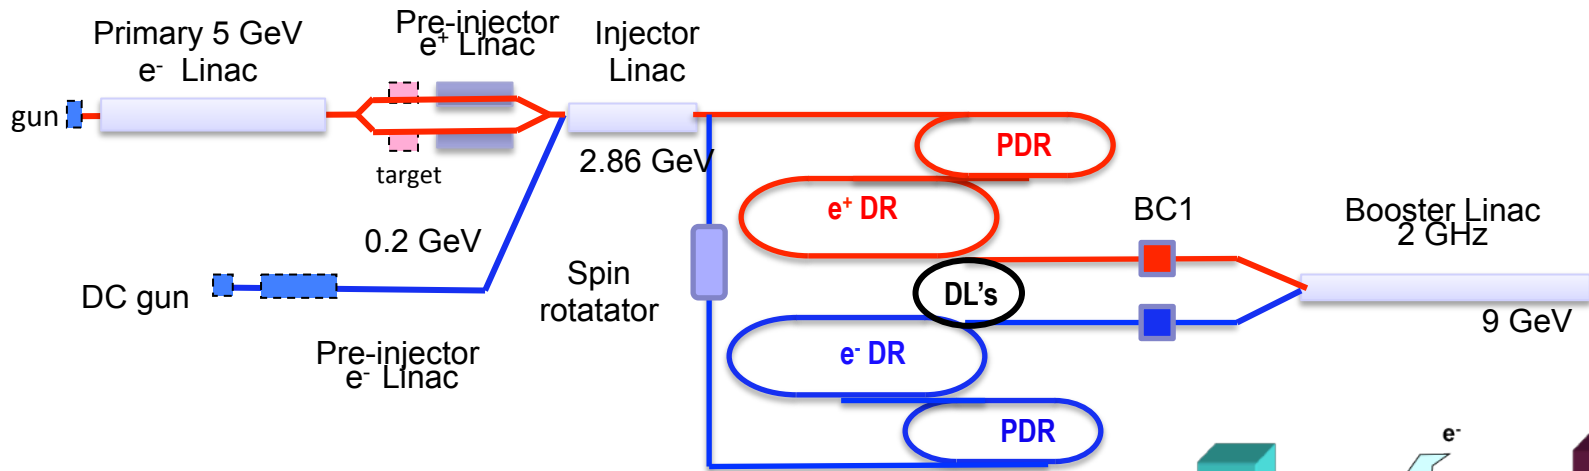 Primary 5 GeV
e- Linac
Pre-injector
e+ Linac
Injector
Linac
gun
target
2.86 GeV
PDR
e+ DR
BC1
Booster Linac
2 GHz
0.2 GeV
DC gun
Spin
rotatator
DL's
9 GeV
Pre-injector
e- Linac
e- DR
PDR
e-